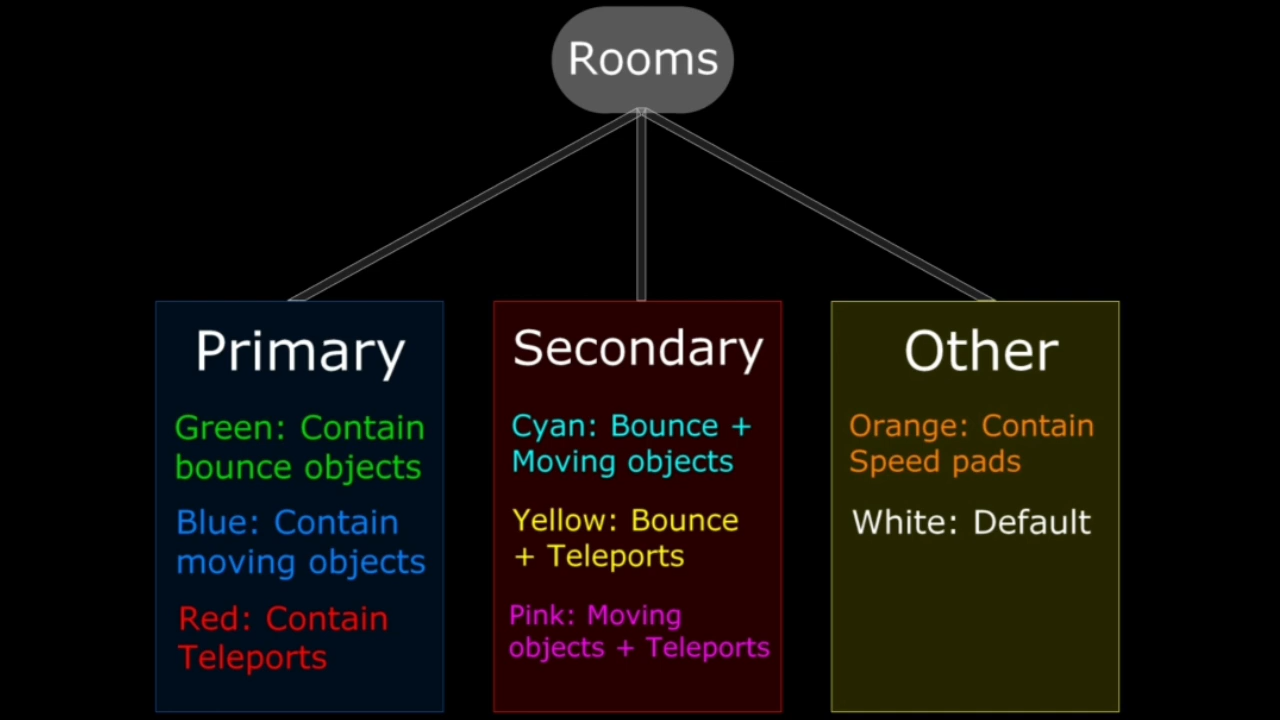 Rooms
Primary
Green: Contain
bounce objects
Blue: Contain
moving objects
Red: Contain
Teleports
Secondary
Cyan: Bounce +
Moving objects
Yellow: Bounce
+ Teleports
Pink: Moving
objects + Teleports
Other
Orange: Contain
Speed pads
White: Default